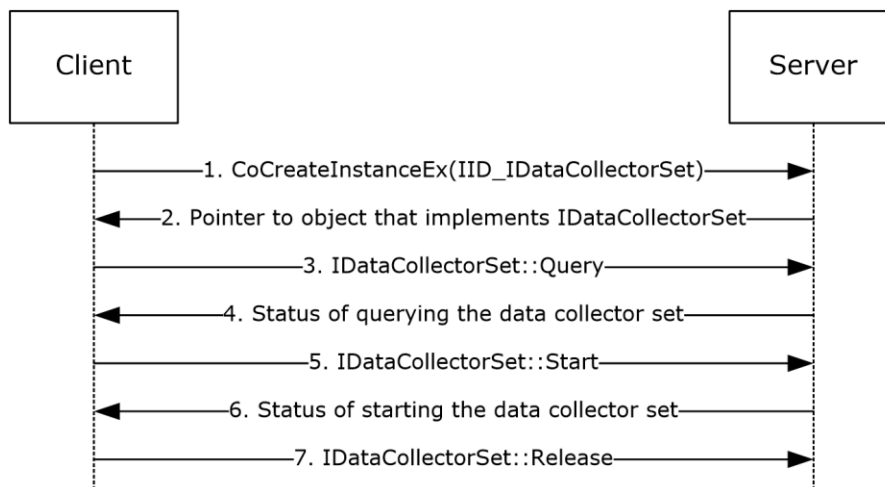 Client
Server
1. CoCreateInstanceEx(IID_IDataCollectorSet)
2. Pointer to object that implements IDataCollectorSet
3. IDataCollectorSet::Query
4. Status of querying the data collector set
5. IDataCollectorSet::Start
6. Status of starting the data collector set
7. IDataCollectorSet::Release